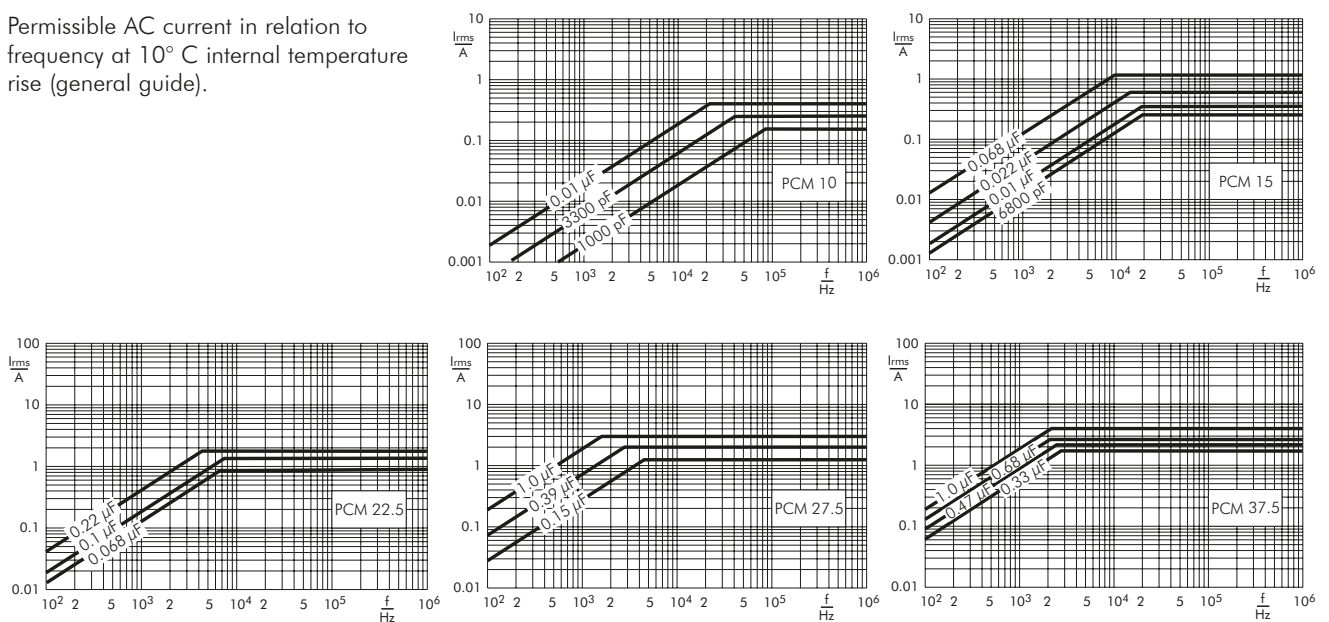 Permissible AC current in relation to
frequency at 10° C internal temperature
rise (general guide).
Irms
A
10
1
0.1
0.01
0.001
0.01 µF
3300 pF
1000 pF
PCM 10
10² 2 5 10³ 2 5 10⁴ 2 5 10⁵ f 10⁶
Hz
Irms
A
10
1
0.1
0.01
0.001
0.068 µF
0.022 µF
0.01 µF
6800 pF
PCM 15
10² 2 5 10³ 2 5 10⁴ 2 5 10⁵ f 10⁶
Hz
Irms
A
100
10
1
0.1
0.01
0.22 µF
0.1 µF
0.068 µF
PCM 22.5
10² 2 5 10³ 2 5 10⁴ 2 5 10⁵ f 10⁶
Hz
Irms
A
100
10
1
0.1
0.01
1.0 µF
0.39 µF
0.15 µF
PCM 27.5
10² 2 5 10³ 2 5 10⁴ 2 5 10⁵ f 10⁶
Hz
Irms
A
100
10
1
0.1
0.01
1.0 µF
0.68 µF
0.47 µF
0.33 µF
PCM 37.5
10² 2 5 10³ 2 5 10⁴ 2 5 10⁵ f 10⁶
Hz